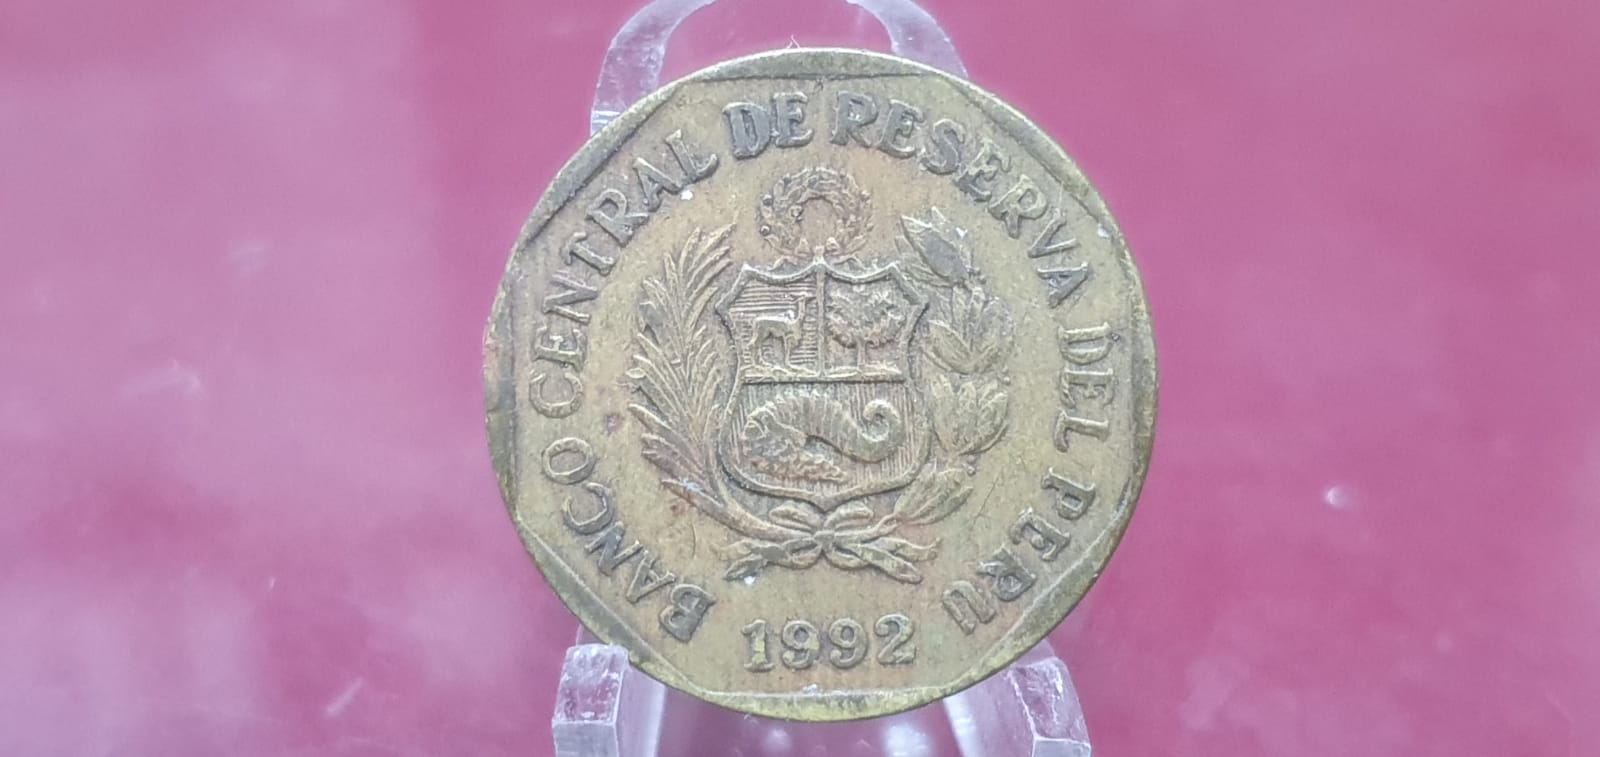 BANCO CENTRAL DE RESERVA DEL PERU
1992